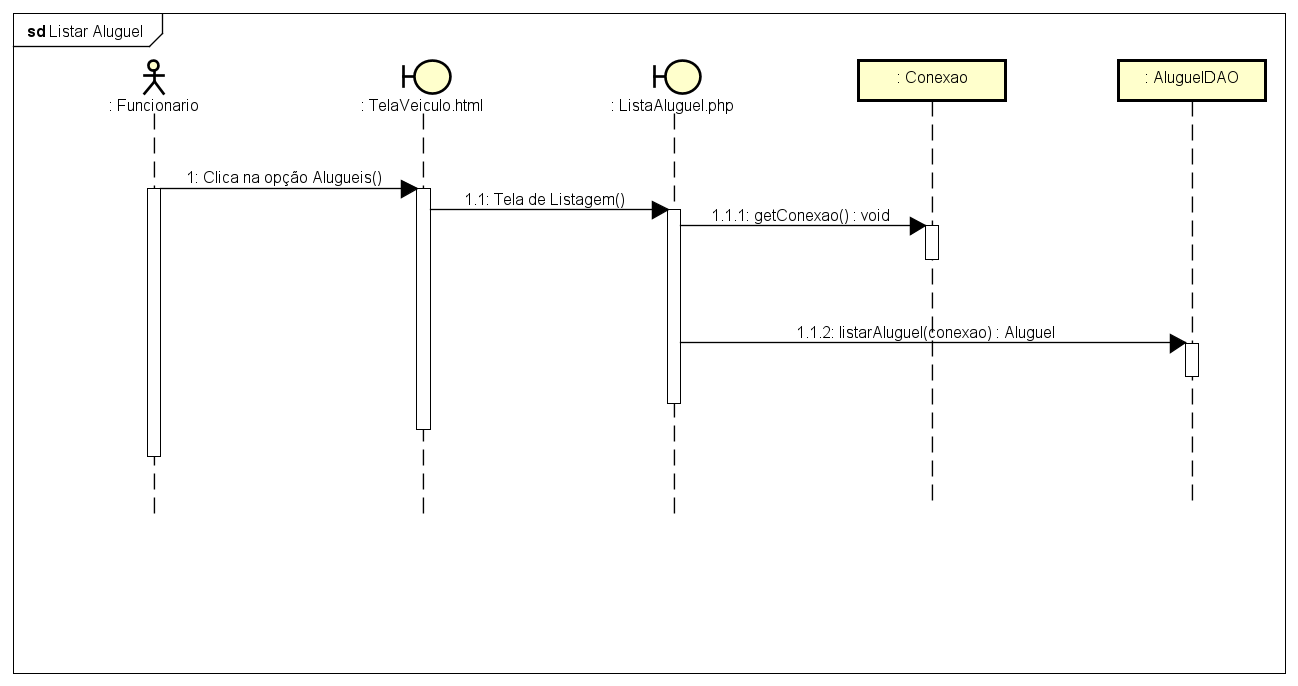 sd Listar Aluguel
: Funcionario
: TelaVeiculo.html
: ListaAluguel.php
: Conexao
: AluguelDAO
1: Clica na opção Alugueis()
1.1: Tela de Listagem()
1.1.1: getConexao() : void
1.1.2: listarAluguel(conexao) : Aluguel